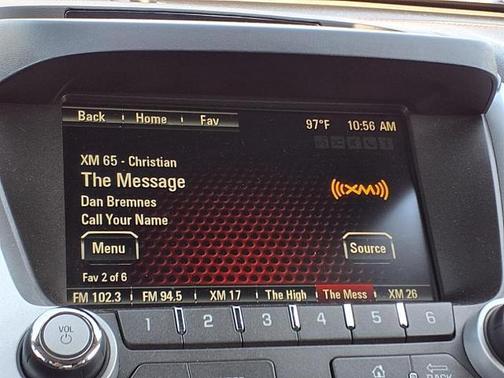 Back Home Fav 97°F 10:56 AM
XM 65 - Christian
The Message
Dan Bremnes
Call Your Name
XM
Menu
Source
Fav 2 of 6
FM 102.3 FM 94.5 XM 17 The High The Mess XM 26
1 2 3 4 5 6
VOL
BACK